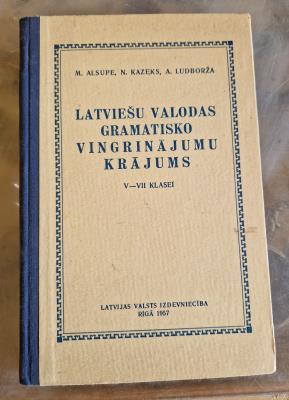 M. ALSUPE, N. KAZEKS, A. LUDBORŽA
LATVIEŠU VALODAS
GRAMATISKO
VINGRINĀJUMU
KRĀJUMS
V—VII KLASEI
LATVIJAS VALSTS IZDEVNIECĪBA
RĪGĀ 1957